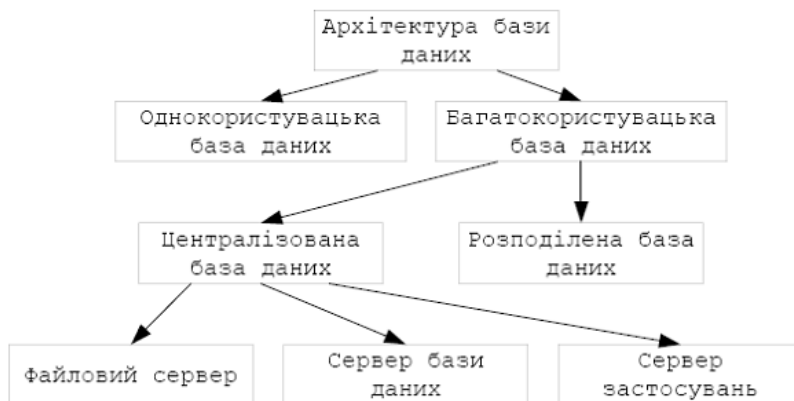 Архітектура бази
даних
Однокористувацька
база даних
Багатокористувацька
база даних
Централізована
база даних
Розподілена база
даних
Файловий сервер
Сервер бази
даних
Сервер
застосувань